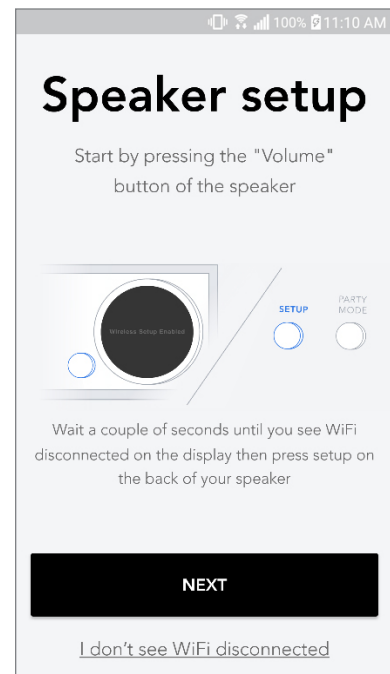 100% 11:10 AM
Speaker setup
Start by pressing the "Volume"
button of the speaker
Wireless Setup Enabled
SETUP
PARTY
MODE
Wait a couple of seconds until you see WiFi
disconnected on the display then press setup on
the back of your speaker
NEXT
I don't see WiFi disconnected